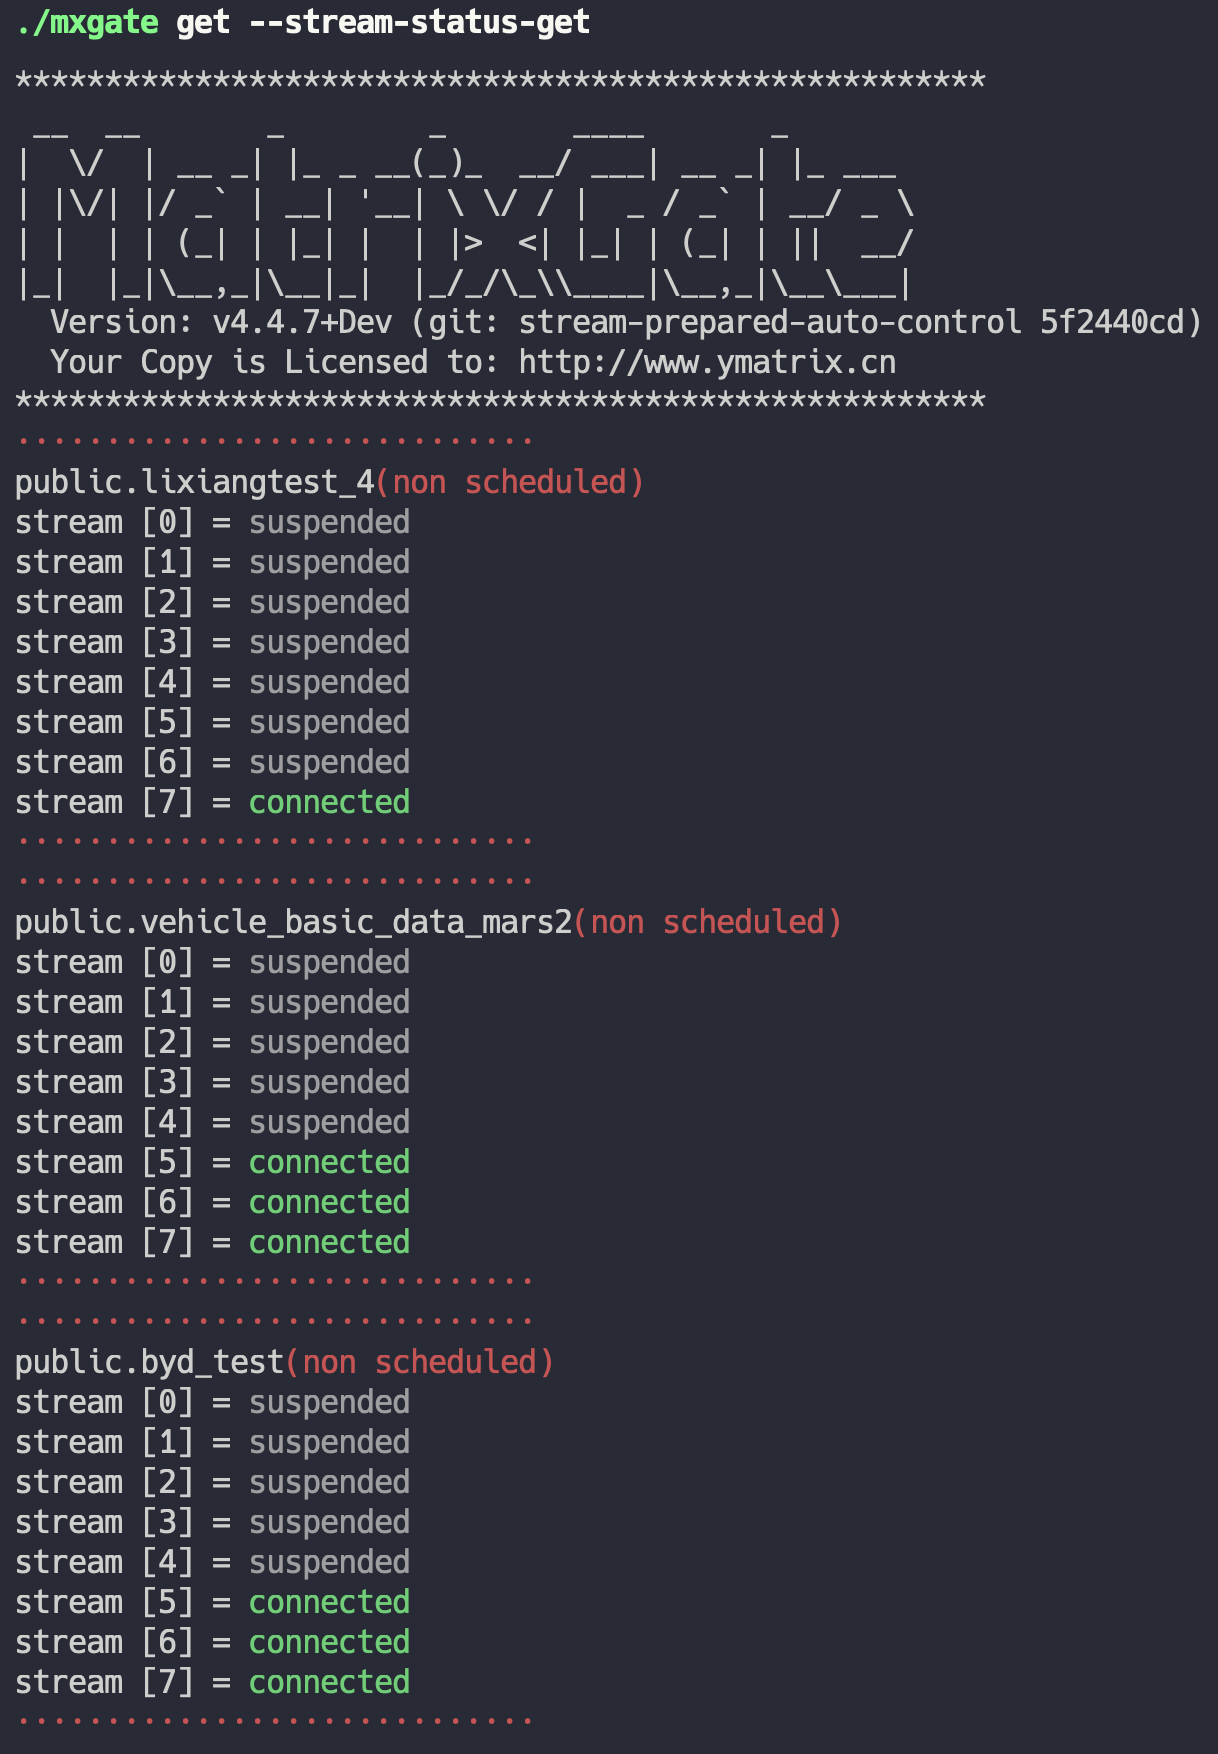 ./mxgate get --stream-status-get
******************************************************
 __  __       _        _       ____       _
|  \/  | __ _| |_ _ __(_)_  __/ ___| __ _| |_ ___
| |\/| |/ _` | __| '__| \ \/ / |  _ / _` | __/ _ \
| |  | | (_| | |_| |  | |>  <| |_| | (_| | ||  __/
|_|  |_|\__,_|\__|_|  |_/_/\_\\____|\__,_|\__\___|
  Version: v4.4.7+Dev (git: stream-prepared-auto-control 5f2440cd)
  Your Copy is Licensed to: http://www.ymatrix.cn
******************************************************
.............................
public.lixiangtest_4(non scheduled)
stream [0] = suspended
stream [1] = suspended
stream [2] = suspended
stream [3] = suspended
stream [4] = suspended
stream [5] = suspended
stream [6] = suspended
stream [7] = connected
.............................
.............................
public.vehicle_basic_data_mars2(non scheduled)
stream [0] = suspended
stream [1] = suspended
stream [2] = suspended
stream [3] = suspended
stream [4] = suspended
stream [5] = connected
stream [6] = connected
stream [7] = connected
.............................
.............................
public.byd_test(non scheduled)
stream [0] = suspended
stream [1] = suspended
stream [2] = suspended
stream [3] = suspended
stream [4] = suspended
stream [5] = connected
stream [6] = connected
stream [7] = connected
.............................